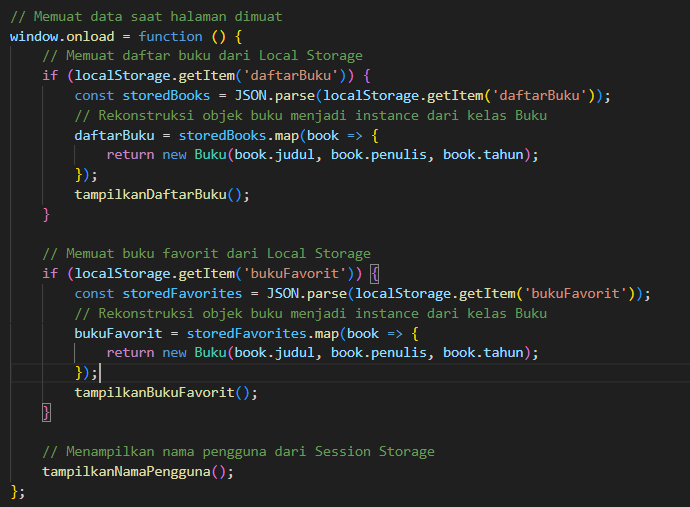 // Memuat data saat halaman dimuat
window.onload = function () {
    // Memuat daftar buku dari Local Storage
    if (localStorage.getItem('daftarBuku')) {
        const storedBooks = JSON.parse(localStorage.getItem('daftarBuku'));
        // Rekonstruksi objek buku menjadi instance dari kelas Buku
        daftarBuku = storedBooks.map(book => {
            return new Buku(book.judul, book.penulis, book.tahun);
        });
        tampilkanDaftarBuku();
    }

    // Memuat buku favorit dari Local Storage
    if (localStorage.getItem('bukuFavorit')) {
        const storedFavorites = JSON.parse(localStorage.getItem('bukuFavorit'));
        // Rekonstruksi objek buku menjadi instance dari kelas Buku
        bukuFavorit = storedFavorites.map(book => {
            return new Buku(book.judul, book.penulis, book.tahun);
        });
        tampilkanBukuFavorit();
    }

    // Menampilkan nama pengguna dari Session Storage
    tampilkanNamaPengguna();
};